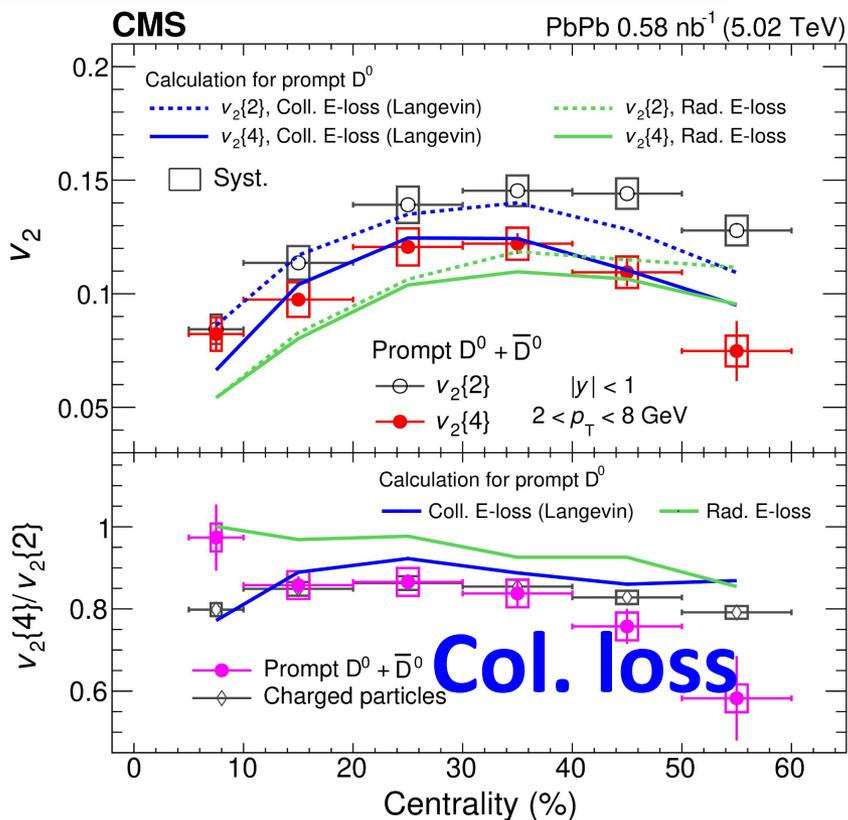 CMS PbPb 0.58 nb⁻¹ (5.02 TeV)
Calculation for prompt D⁰
v₂{2}, Coll. E-loss (Langevin) v₂{2}, Rad. E-loss
v₂{4}, Coll. E-loss (Langevin) v₂{4}, Rad. E-loss
Syst.
0.2
0.15
0.1
0.05
v₂
Prompt D⁰ + D̅⁰
v₂{2} |y| < 1
v₂{4} 2 < p_T < 8 GeV
Calculation for prompt D⁰
Coll. E-loss (Langevin) Rad. E-loss
1
0.8
0.6
v₂{4}/v₂{2}
Prompt D⁰ + D̅⁰
Charged particles
Col. loss
0 10 20 30 40 50 60
Centrality (%)